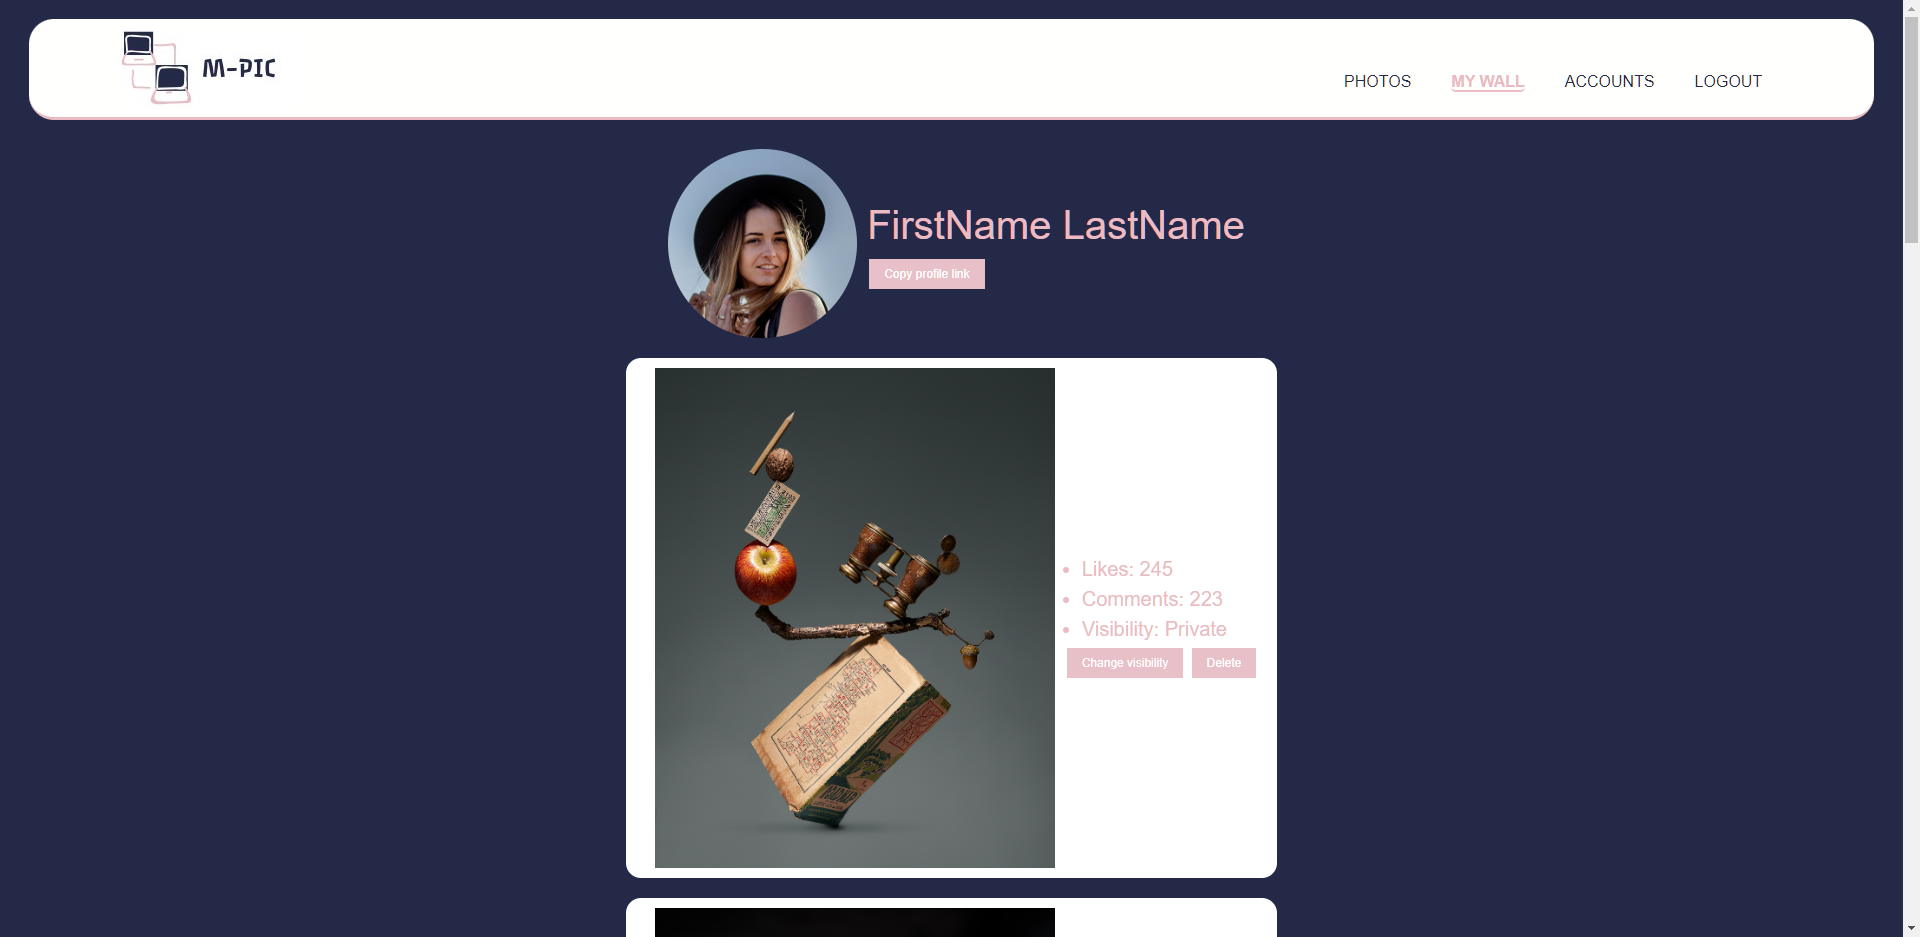 M-PIC
PHOTOS
MY WALL
ACCOUNTS
LOGOUT
FirstName LastName
Copy profile link
Likes: 245
Comments: 223
Visibility: Private
Change visibility
Delete